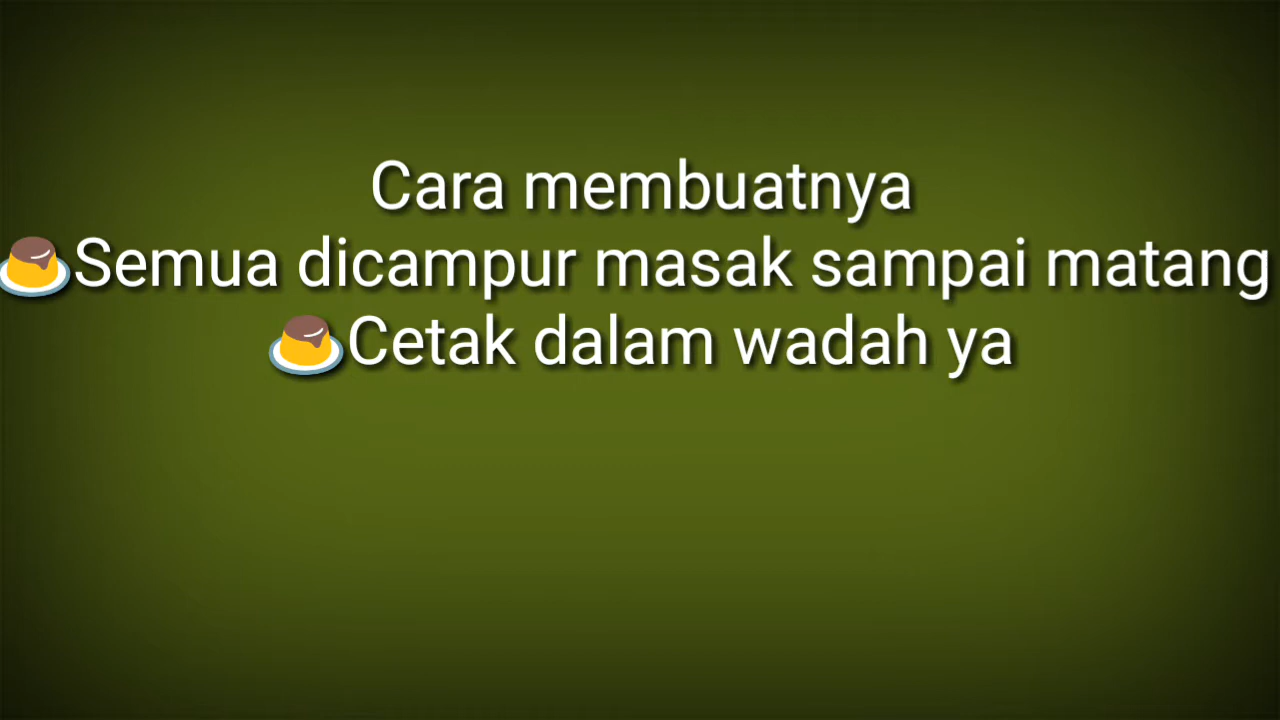 Cara membuatnya
🍮Semua dicampur masak sampai matang
🍮Cetak dalam wadah ya